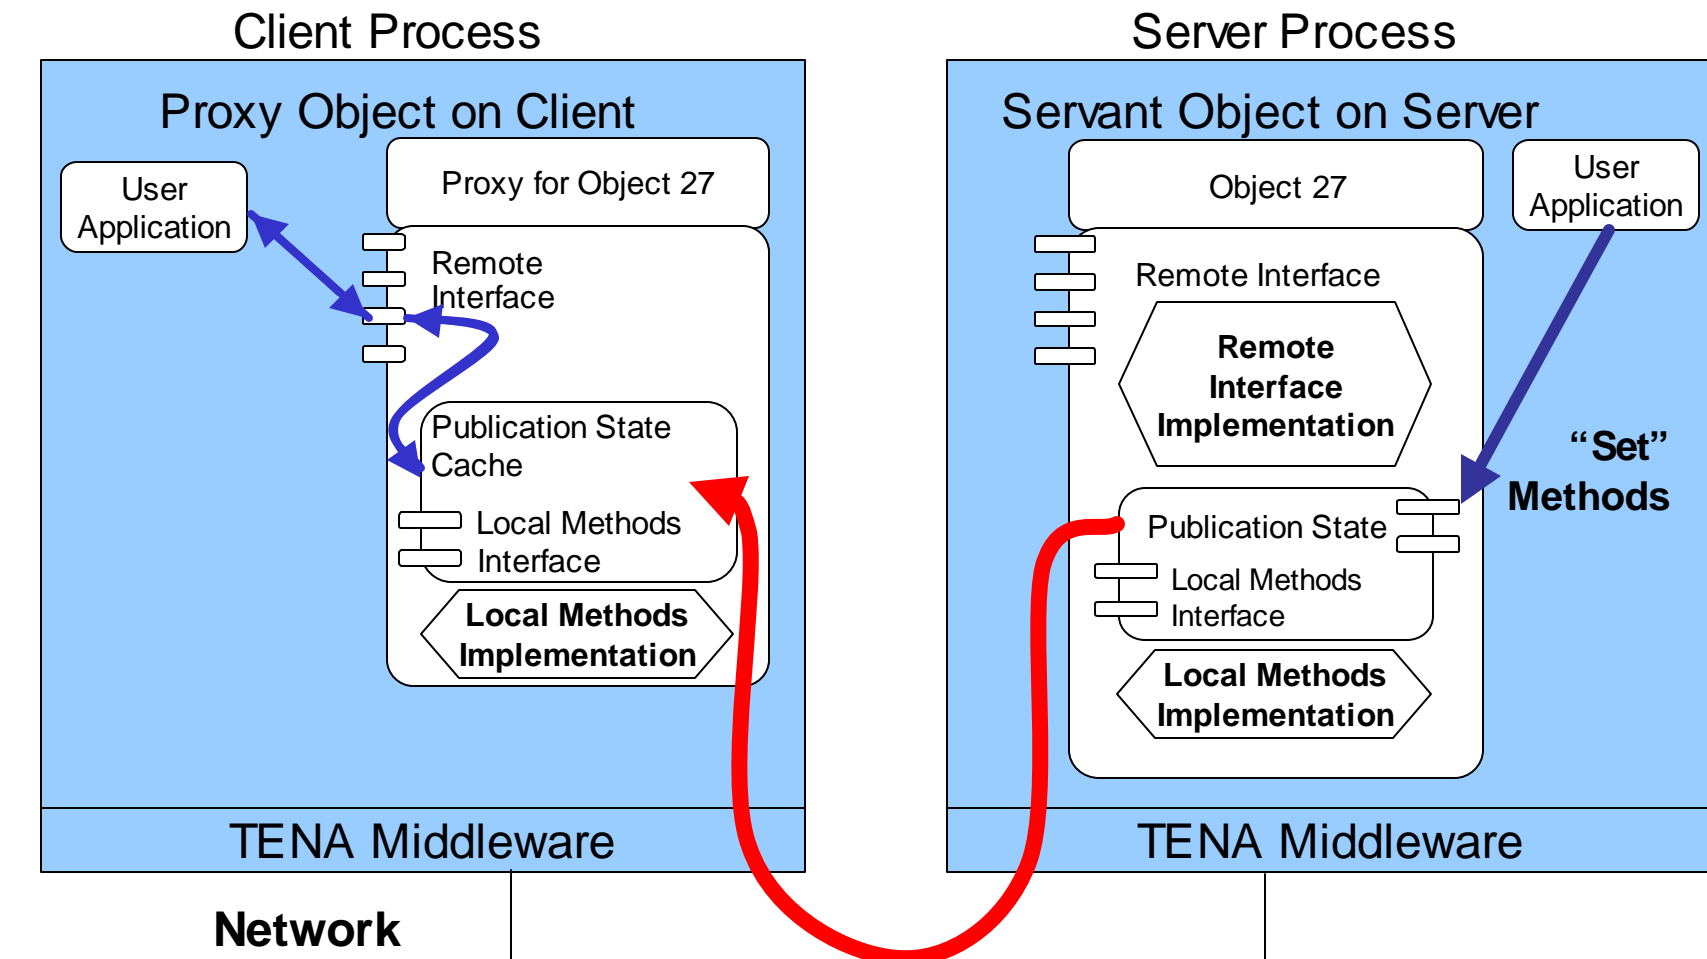 Client Process
Proxy Object on Client
User
Application
Proxy for Object 27
Remote
Interface
Publication State
Cache
Local Methods
Interface
Local Methods
Implementation
TENA Middleware
Network
Server Process
Servant Object on Server
Object 27
User
Application
Remote Interface
Remote
Interface
Implementation
“Set”
Methods
Publication State
Local Methods
Interface
Local Methods
Implementation
TENA Middleware